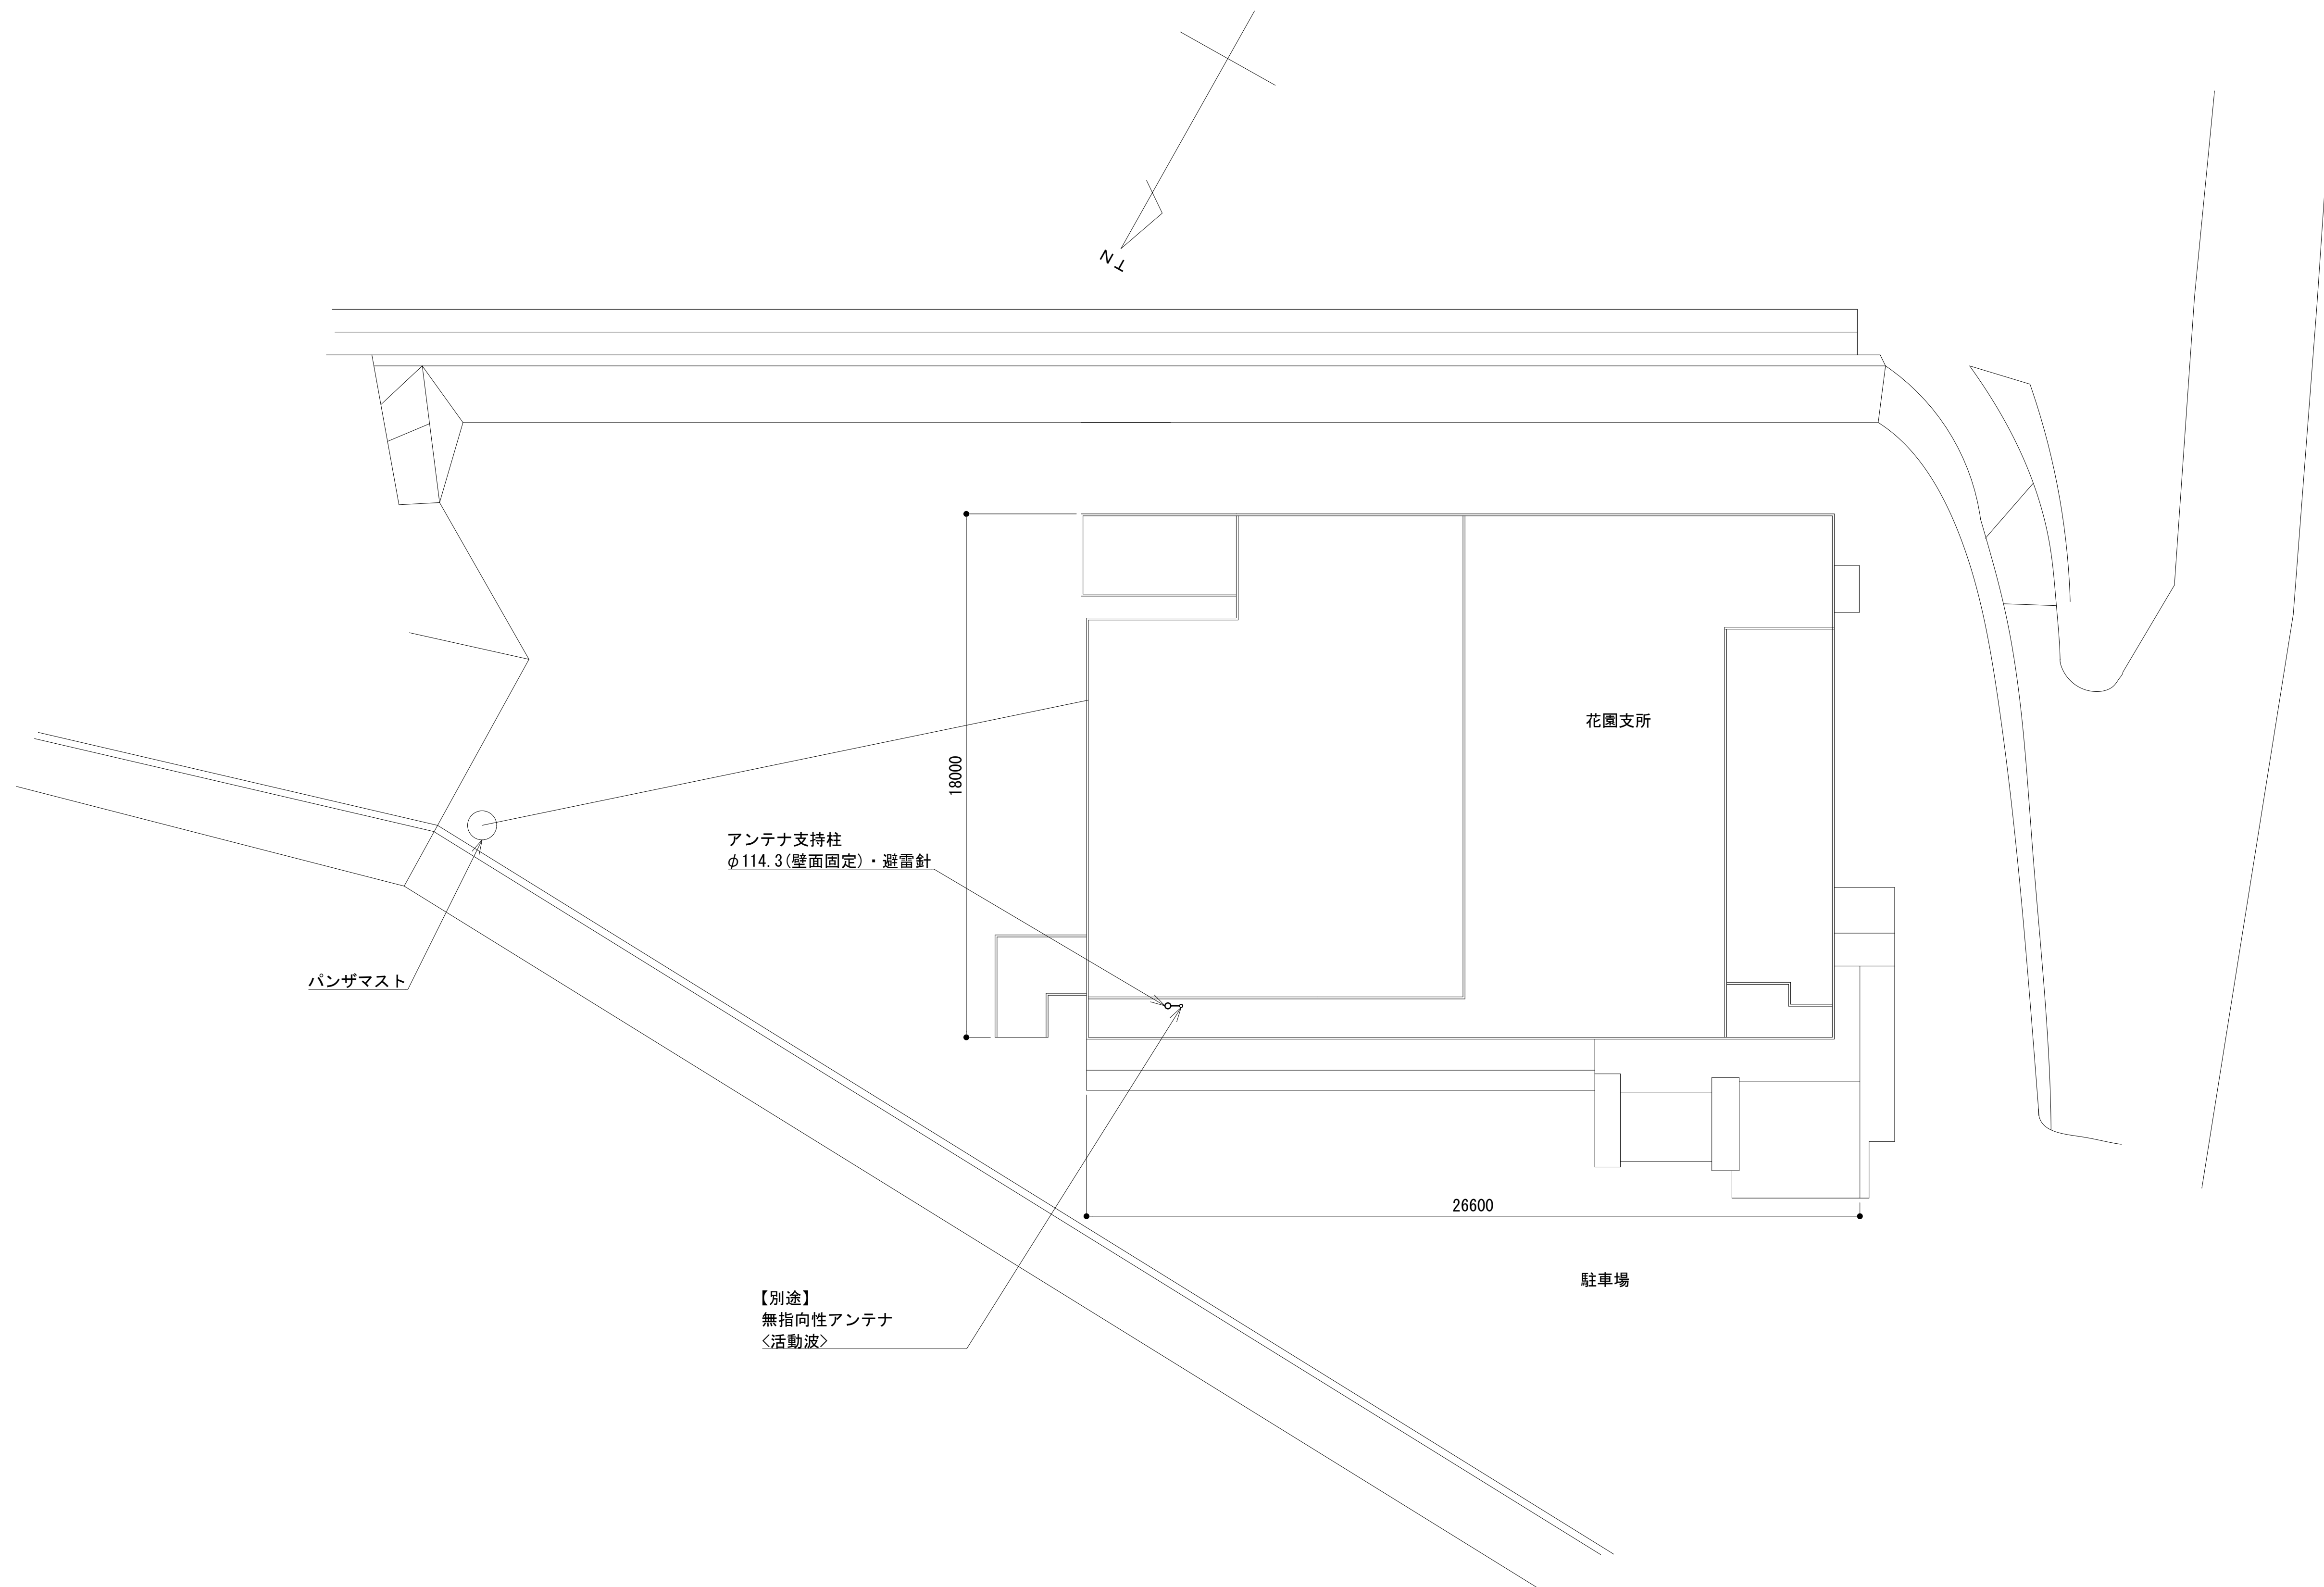 TN
花園支所
18000
アンテナ支持柱
φ114.3(壁面固定)・避雷針
パンザマスト
26600
駐車場
【別途】
無指向性アンテナ
<活動波>